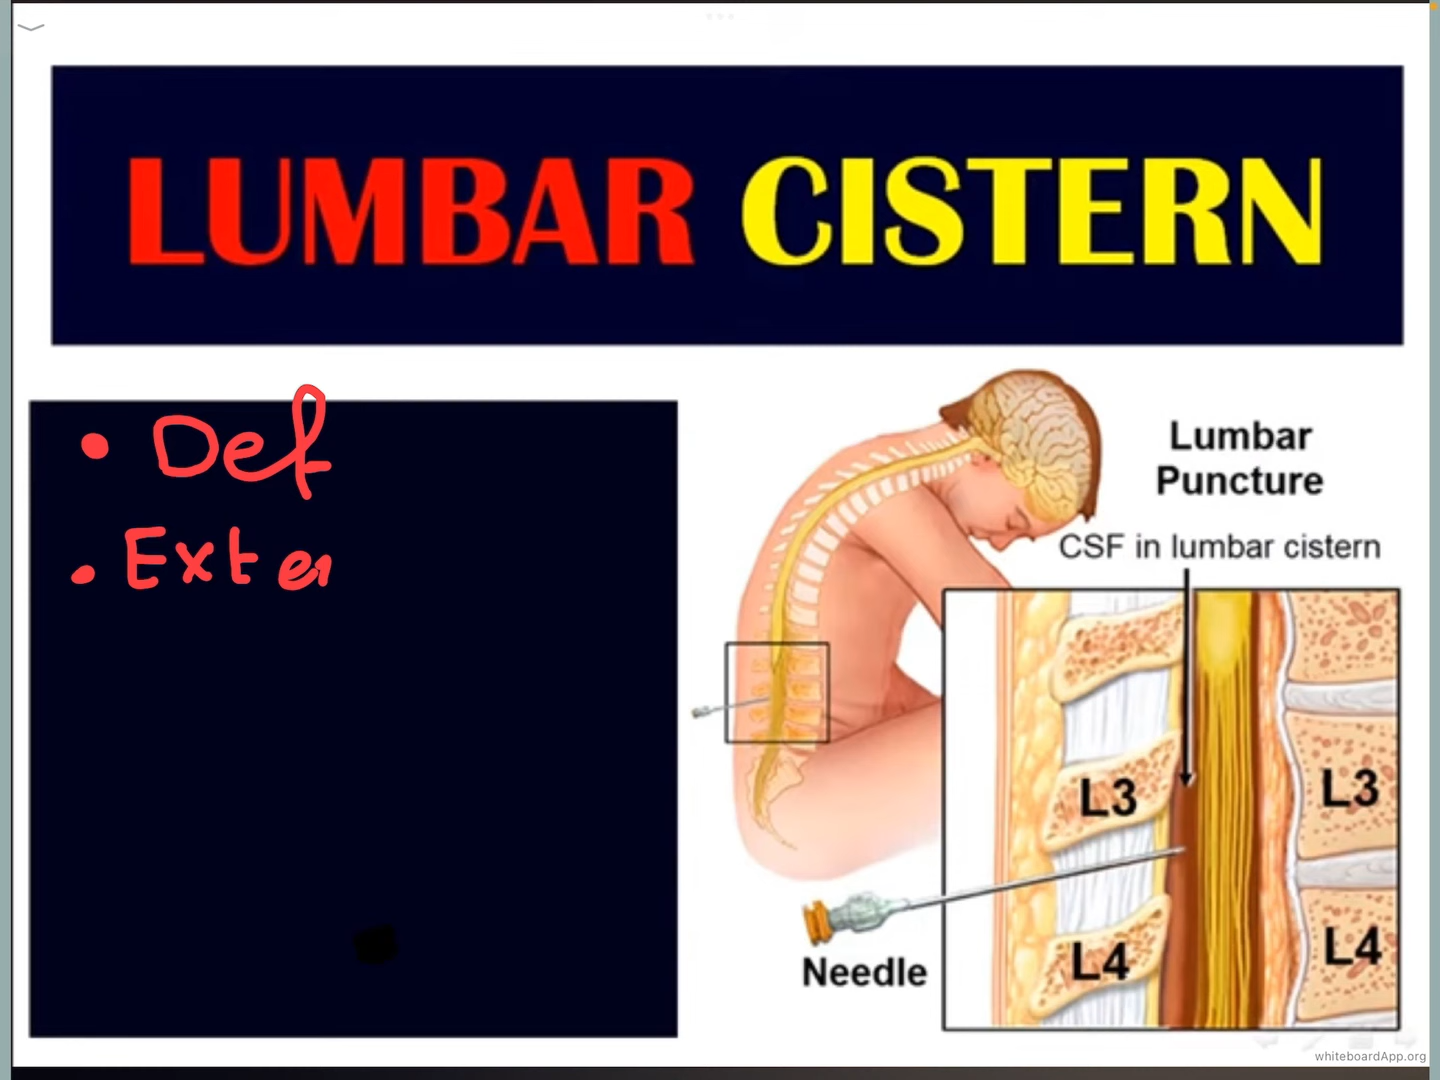 LUMBAR CISTERN
• Def
• Exten
Lumbar
Puncture
CSF in lumbar cistern
L3
L3
L4
L4
Needle
whiteboardApp.org